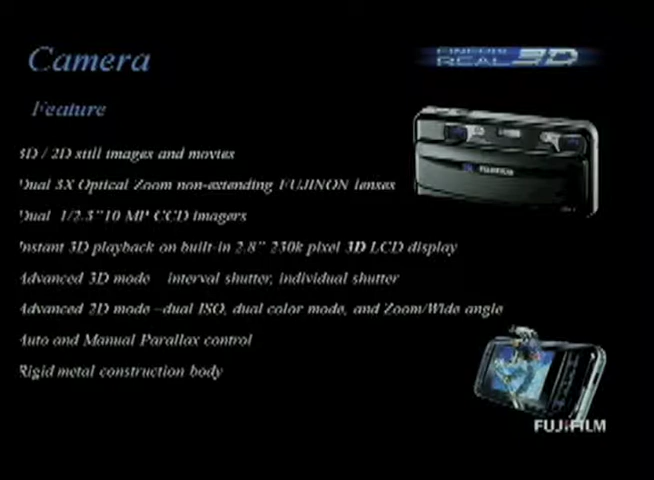 Camera
FINEPIX
REAL 3D
Feature
3D / 2D still images and movies
Dual 3X Optical Zoom non-extending FUJINON lenses
FUJIFILM
Dual 1/2.3"10 MP CCD imagers
Instant 3D playback on built-in 2.8" 230k pixel 3D LCD display
Advanced 3D mode – interval shutter, individual shutter
Advanced 2D mode –dual ISO, dual color mode, and Zoom/Wide angle
Auto and Manual Parallax control
Rigid metal construction body
FUJIFILM